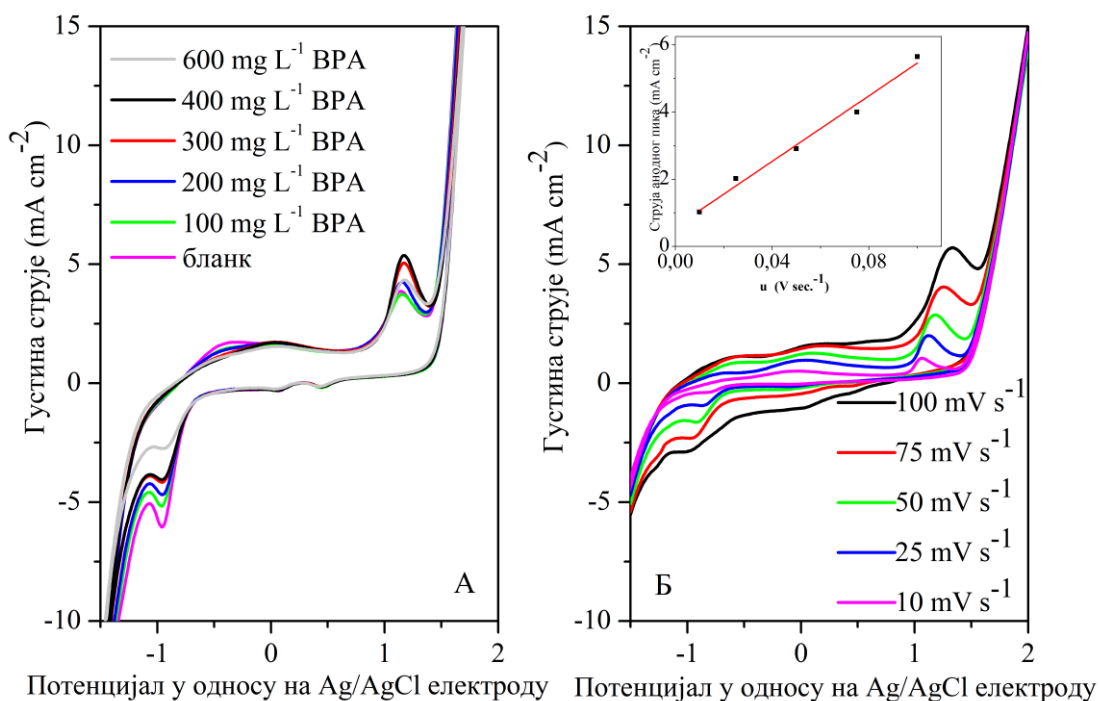 15
10
5
0
-5
-10
-1
0
1
2
Густина струје (mA cm-2)
600 mg L-1 BPA
400 mg L-1 BPA
300 mg L-1 BPA
200 mg L-1 BPA
100 mg L-1 BPA
бланк
А
Потенцијал у односу на Ag/AgCl електроду
15
10
5
0
-5
-10
-1
0
1
2
Густина струје (mA cm-2)
Струја анодног пика (mA cm-2)
6
4
2
0,00
0,04
0,08
u (V sec.-1)
100 mV s-1
75 mV s-1
50 mV s-1
25 mV s-1
10 mV s-1
Б
Потенцијал у односу на Ag/AgCl електроду